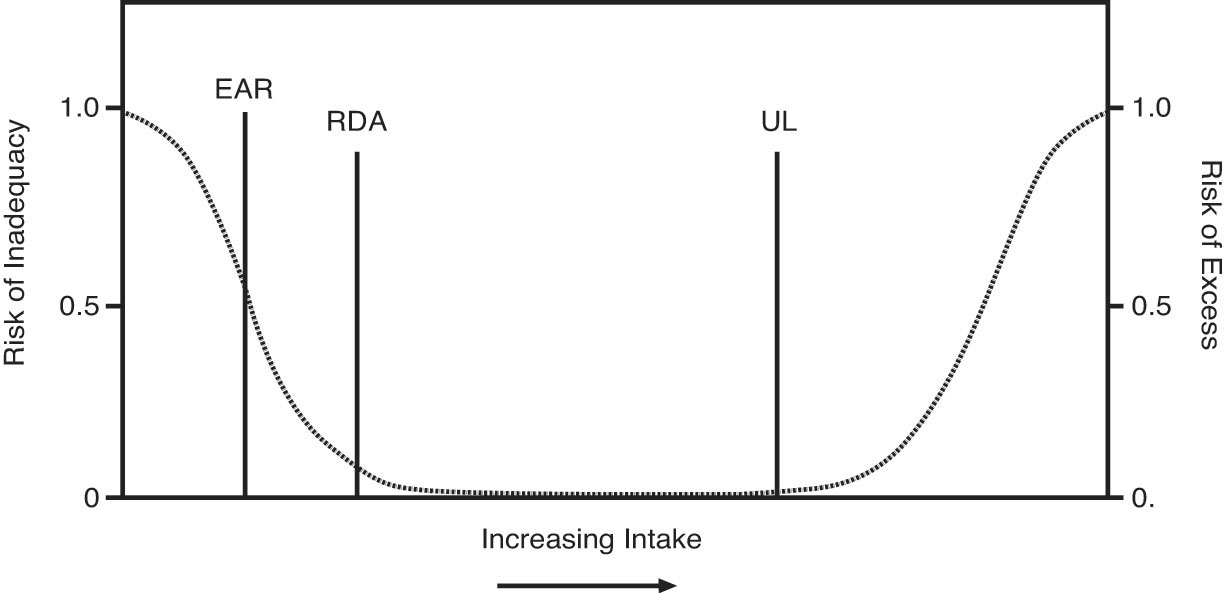 EAR
RDA
UL
1.0
0.5
0
Risk of Inadequacy
1.0
0.5
0.
Risk of Excess
Increasing Intake